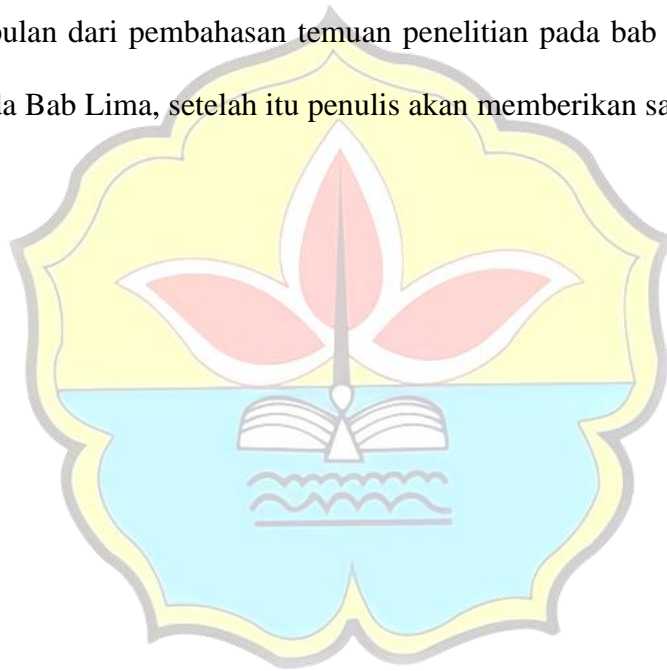 pulan dari pembahasan temuan penelitian pada bab
a Bab Lima, setelah itu penulis akan memberikan sa